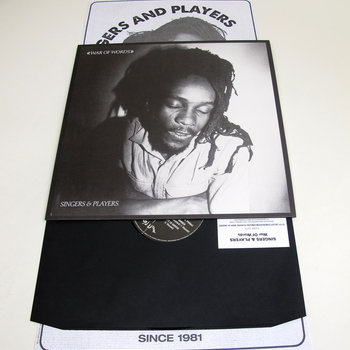 GERS AND PLAYERS
WAR OF WORDS
SINGERS & PLAYERS
SINGERS & PLAYERS
War Of Words
SINCE 1981